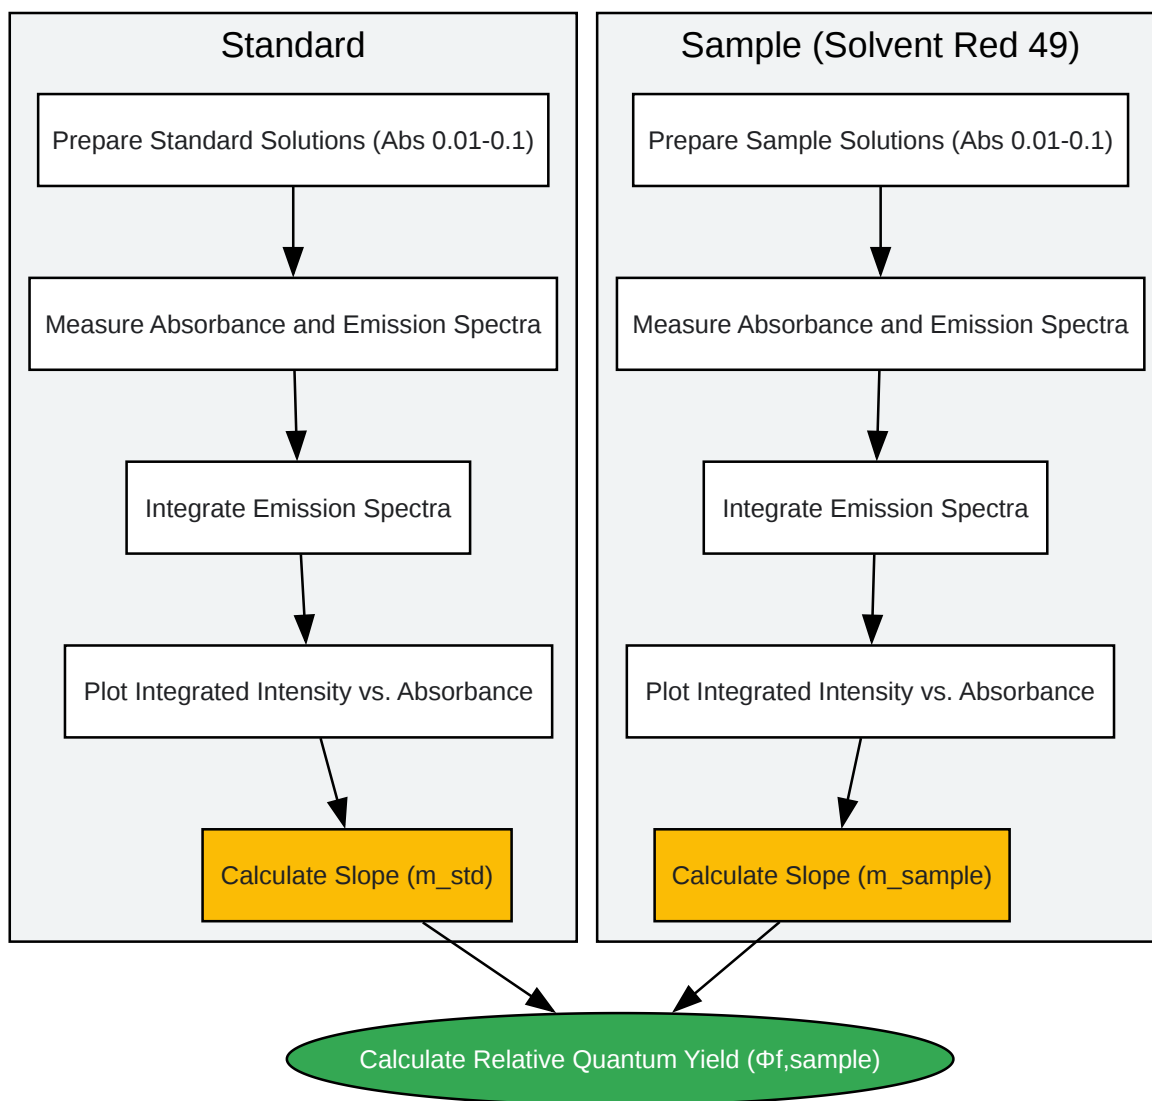 Standard
Prepare Standard Solutions (Abs 0.01-0.1)
Measure Absorbance and Emission Spectra
Integrate Emission Spectra
Plot Integrated Intensity vs. Absorbance
Calculate Slope (m_std)
Sample (Solvent Red 49)
Prepare Sample Solutions (Abs 0.01-0.1)
Measure Absorbance and Emission Spectra
Integrate Emission Spectra
Plot Integrated Intensity vs. Absorbance
Calculate Slope (m_sample)
Calculate Relative Quantum Yield (Φf,sample)